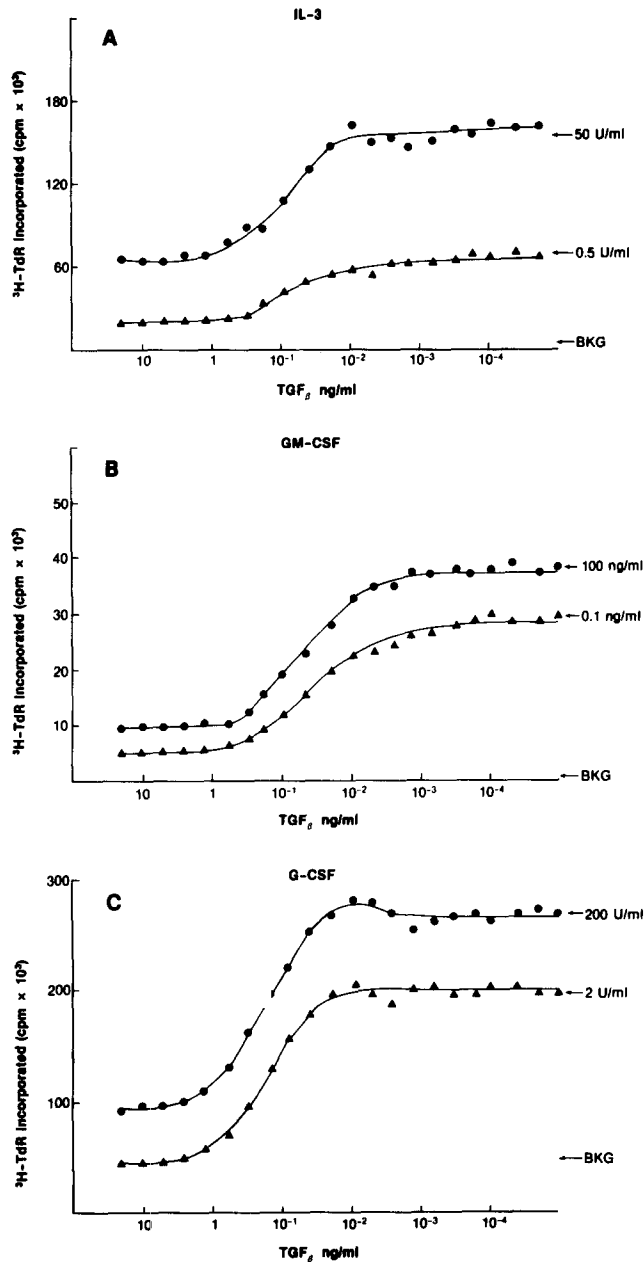 IL-3
A
³H-TdR Incorporated (cpm × 10³)
180
120
60
50 U/ml
0.5 U/ml
BKG
10 1 10⁻¹ 10⁻² 10⁻³ 10⁻⁴
TGFᵦ ng/ml
GM-CSF
B
³H-TdR Incorporated (cpm × 10³)
50
40
30
20
10
100 ng/ml
0.1 ng/ml
BKG
10 1 10⁻¹ 10⁻² 10⁻³ 10⁻⁴
TGFᵦ ng/ml
G-CSF
C
³H-TdR Incorporated (cpm × 10³)
300
200
100
200 U/ml
2 U/ml
BKG
10 1 10⁻¹ 10⁻² 10⁻³ 10⁻⁴
TGFᵦ ng/ml